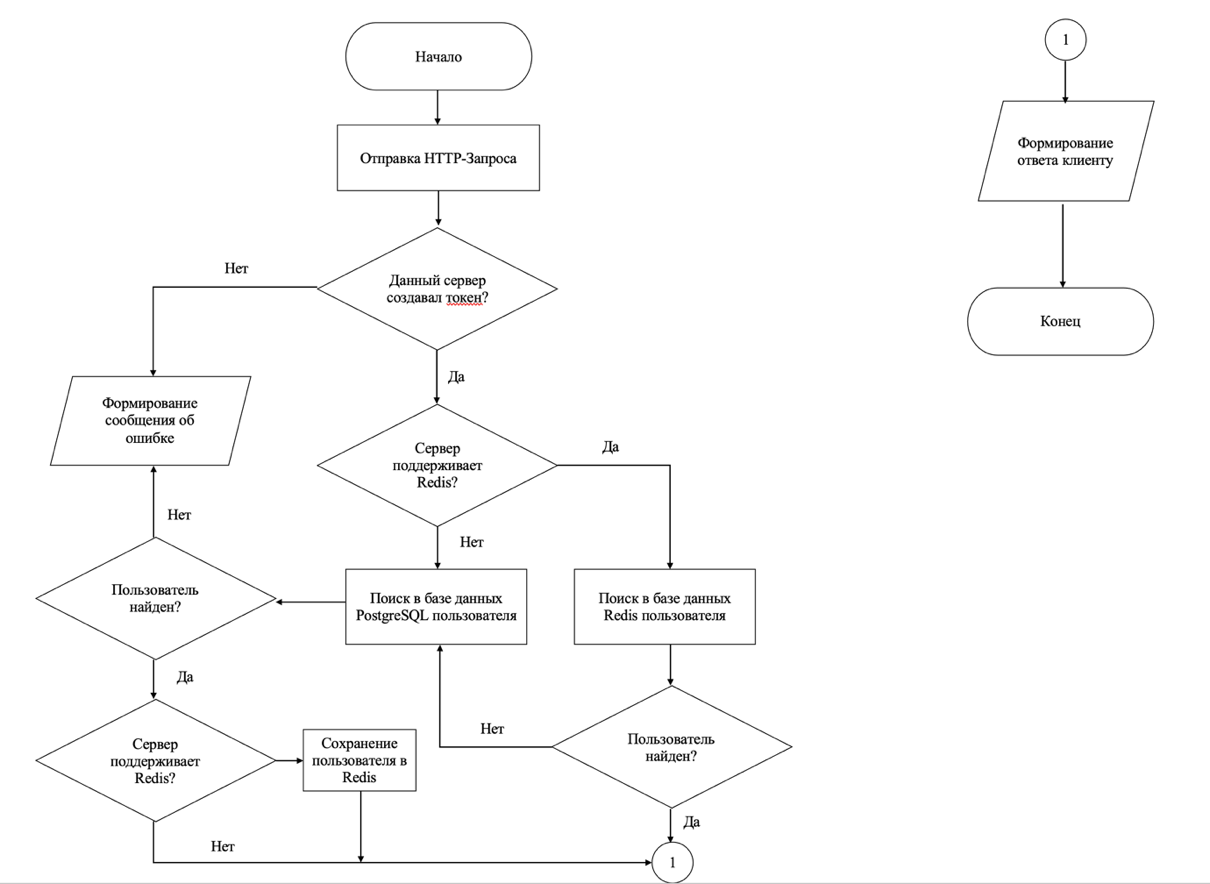 Начало
1
Отправка HTTP-Запроса
Формирование
ответа клиенту
Нет
Данный сервер
создавал токен?
Конец
Да
Формирование
сообщения об
ошибке
Сервер
поддерживает
Redis?
Да
Нет
Нет
Пользователь
найден?
Поиск в базе данных
PostgreSQL пользователя
Поиск в базе данных
Redis пользователя
Да
Нет
Сервер
поддерживает
Redis?
Сохранение
пользователя в
Redis
Пользователь
найден?
Да
Нет
1